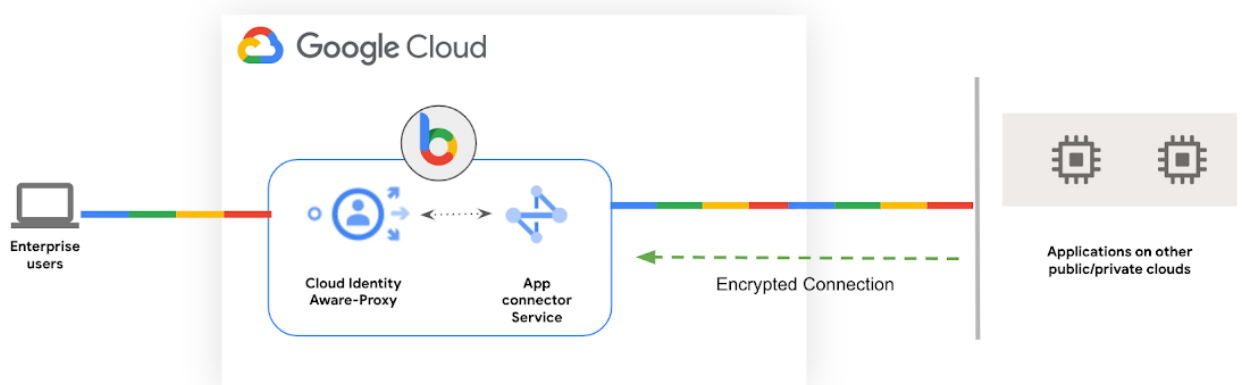 Google Cloud
Enterprise
users
Cloud Identity
Aware-Proxy
App
connector
Service
Encrypted Connection
Applications on other
public/private clouds